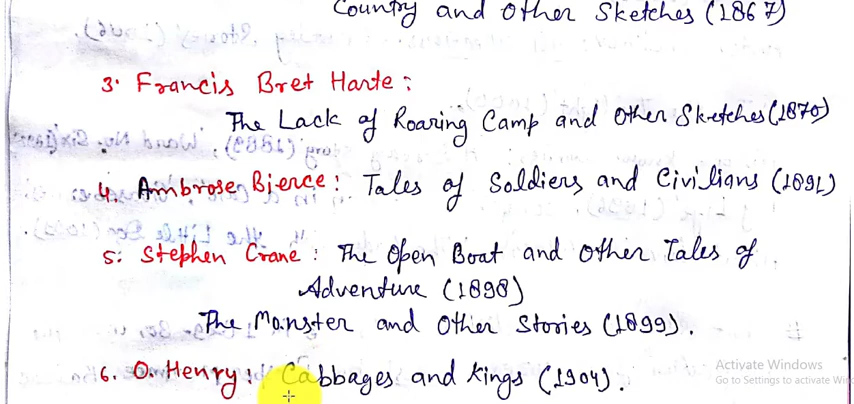 Country and Other Sketches (1867)
3. Francis Bret Harte:
The Lack of Roaring Camp and Other Sketches (1870)
4. Ambrose Bierce: Tales of Soldiers and Civilians (1891)
5. Stephen Crane: The Open Boat and Other Tales of
Adventure (1898)
The Monster and Other Stories (1899).
6. O. Henry: Cabbages and Kings (1904).
Activate Windows
Go to Settings to activate Win